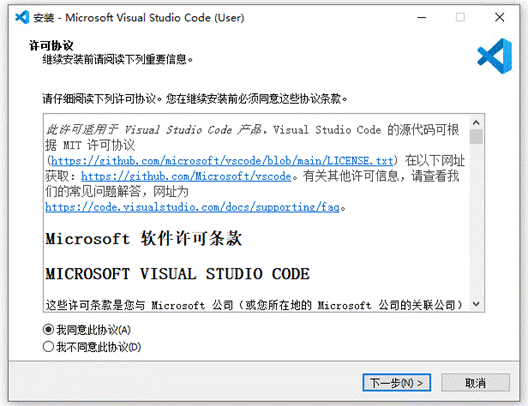 安装 - Microsoft Visual Studio Code (User)
许可协议
继续安装前请阅读下列重要信息。
请仔细阅读下列许可协议。您在继续安装前必须同意这些协议条款。
此许可适用于 Visual Studio Code 产品。Visual Studio Code 的源代码可根
据 MIT 许可协议
(https://github.com/microsoft/vscode/blob/main/LICENSE.txt) 在以下网址
获取：https://github.com/Microsoft/vscode。有关其他许可信息，请查看我
们的常见问题解答，网址为
https://code.visualstudio.com/docs/supporting/faq。
Microsoft 软件许可条款
MICROSOFT VISUAL STUDIO CODE
这些许可条款是您与 Microsoft 公司（或您所在地的 Microsoft 公司的关联公司）
我同意此协议(A)
我不同意此协议(D)
下一步(N) >
取消